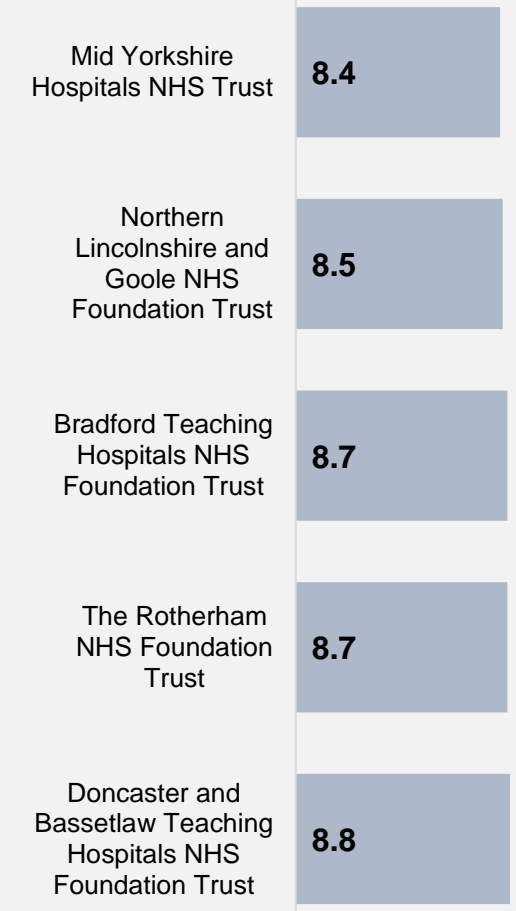 Mid Yorkshire
Hospitals NHS Trust
8.4
Northern
Lincolnshire and
Goole NHS
Foundation Trust
8.5
Bradford Teaching
Hospitals NHS
Foundation Trust
8.7
The Rotherham
NHS Foundation
Trust
8.7
Doncaster and
Bassetlaw Teaching
Hospitals NHS
Foundation Trust
8.8